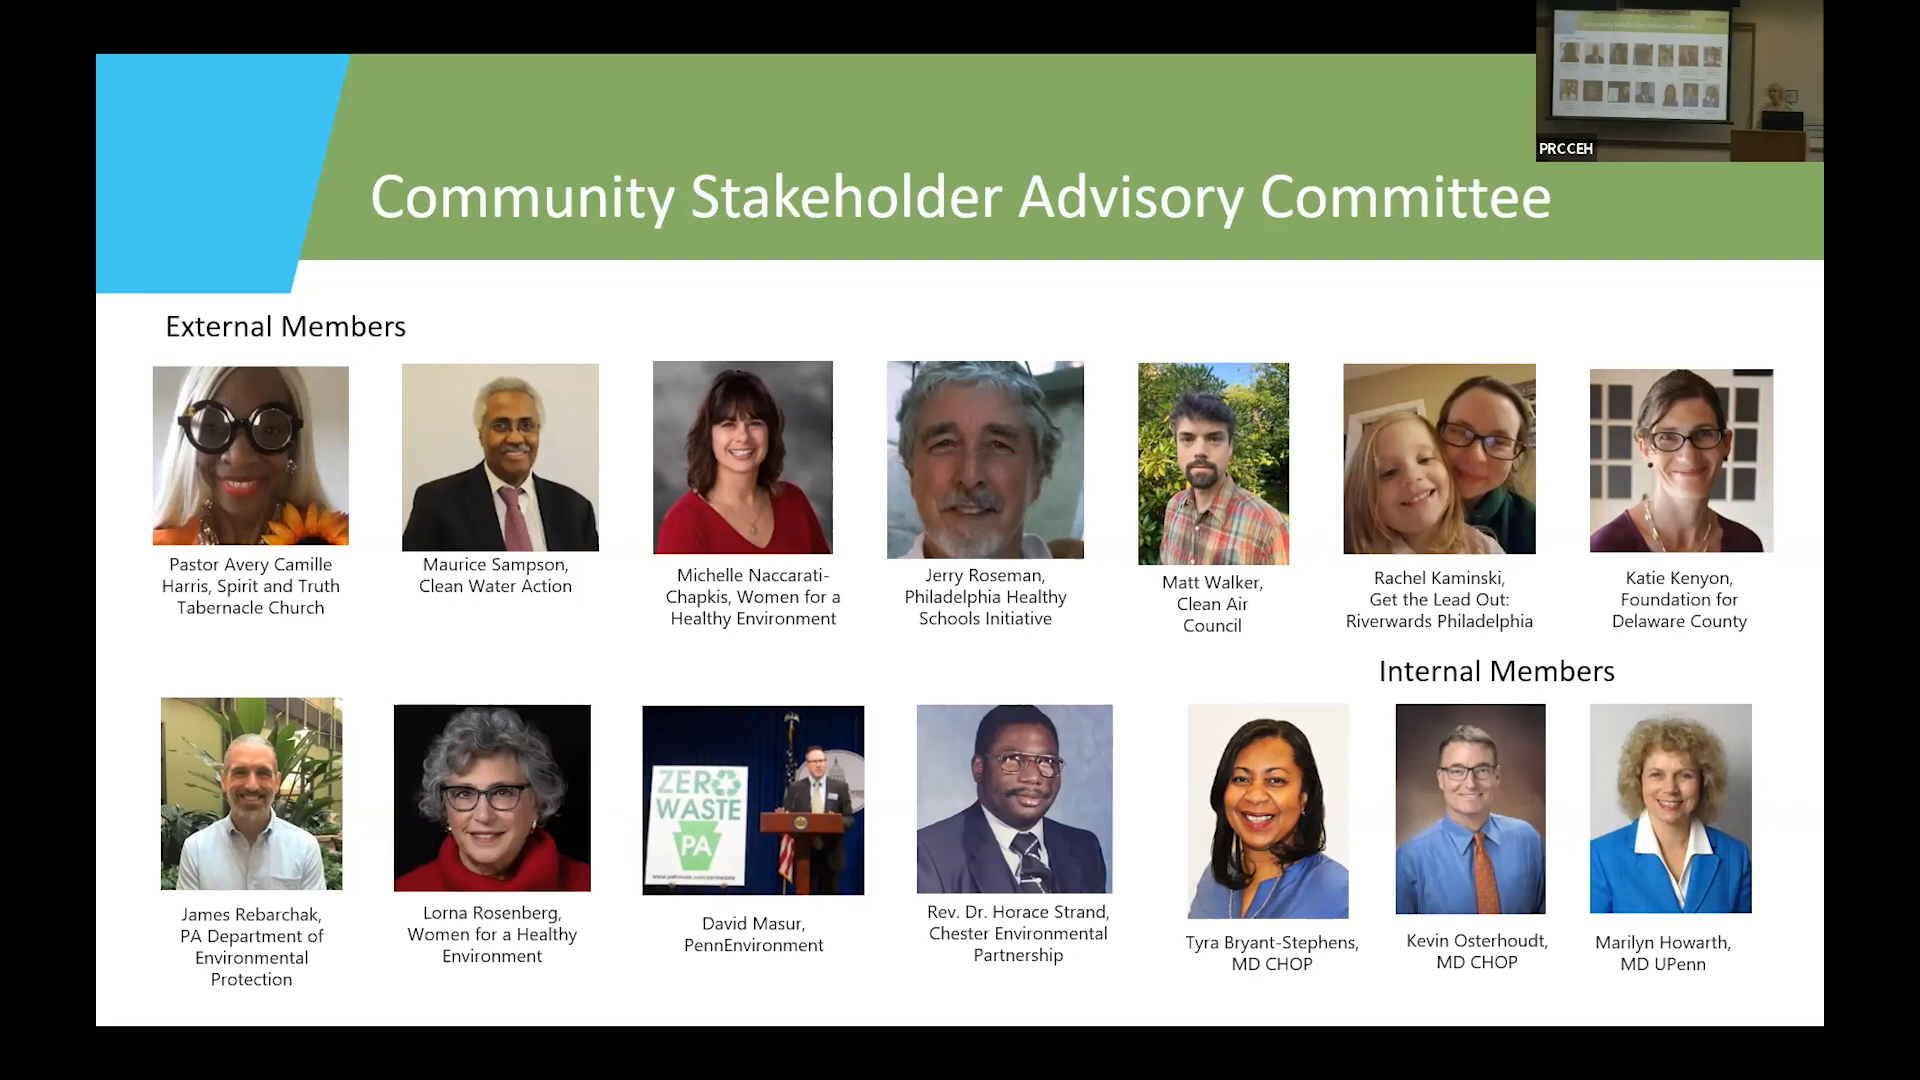 PRCCEH
Community Stakeholder Advisory Committee
External Members
Pastor Avery Camille
Harris, Spirit and Truth
Tabernacle Church
Maurice Sampson,
Clean Water Action
Michelle Naccarati-
Chapkis, Women for a
Healthy Environment
Jerry Roseman,
Philadelphia Healthy
Schools Initiative
Matt Walker,
Clean Air
Council
Rachel Kaminski,
Get the Lead Out:
Riverwards Philadelphia
Katie Kenyon,
Foundation for
Delaware County
Internal Members
ZERO
WASTE
PA
James Rebarchak,
PA Department of
Environmental
Protection
Lorna Rosenberg,
Women for a Healthy
Environment
David Masur,
PennEnvironment
Rev. Dr. Horace Strand,
Chester Environmental
Partnership
Tyra Bryant-Stephens,
MD CHOP
Kevin Osterhoudt,
MD CHOP
Marilyn Howarth,
MD UPenn